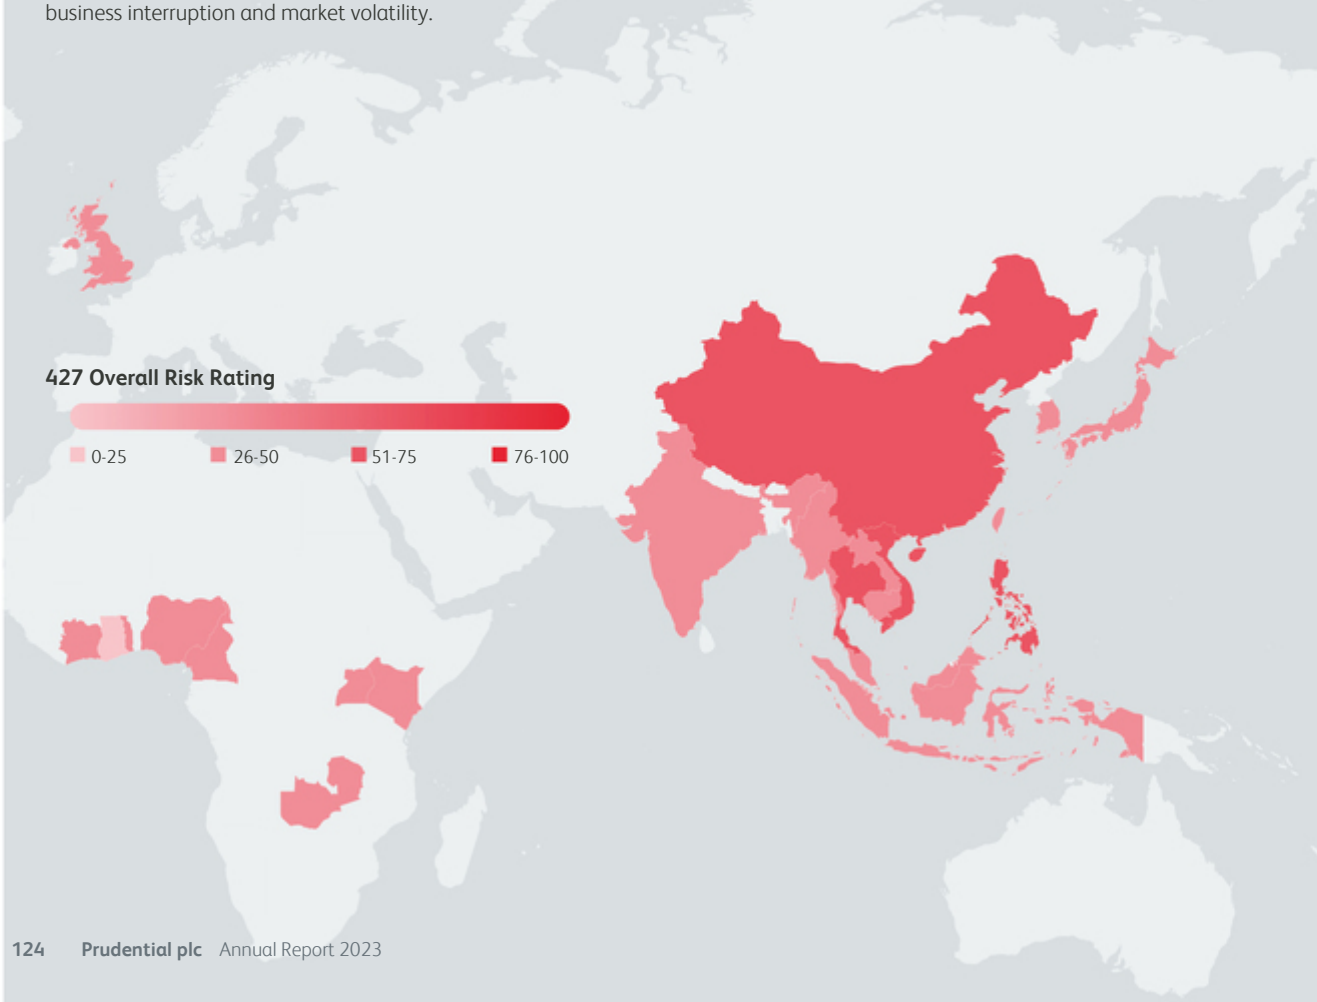 business interruption and market volatility.
427 Overall Risk Rating
0-25 26-50 51-75 76-100
124 Prudential plc Annual Report 2023